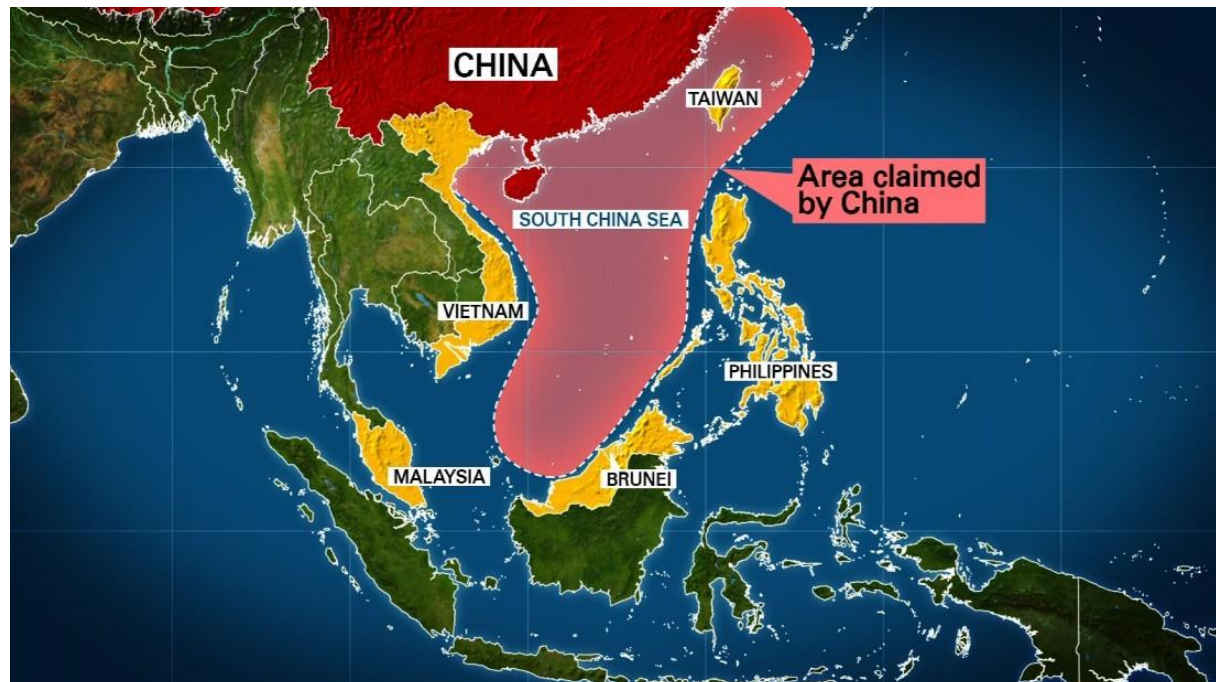 CHINA
TAIWAN
Area claimed
by China
SOUTH CHINA SEA
VIETNAM
PHILIPPINES
MALAYSIA
BRUNEI